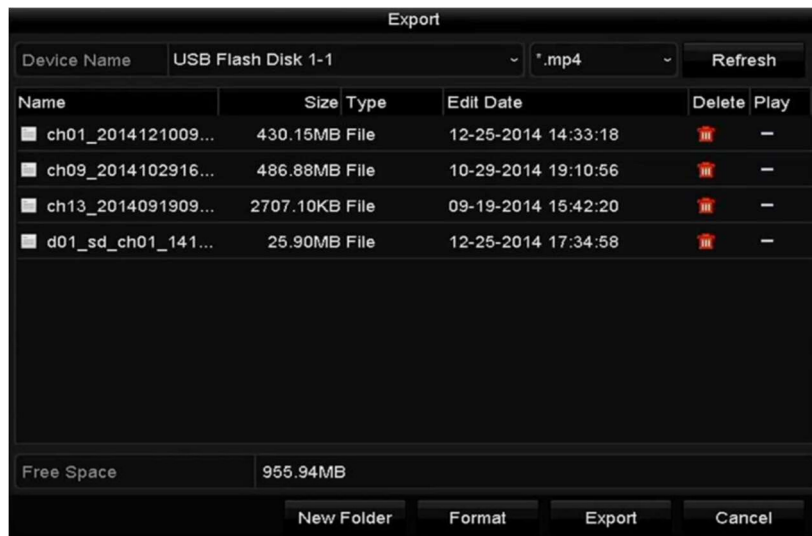 Export
Device Name USB Flash Disk 1-1 *.mp4 Refresh
Name Size Type Edit Date Delete Play
ch01_2014121009... 430.15MB File 12-25-2014 14:33:18
ch09_2014102916... 486.88MB File 10-29-2014 19:10:56
ch13_2014091909... 2707.10KB File 09-19-2014 15:42:20
d01_sd_ch01_141... 25.90MB File 12-25-2014 17:34:58
Free Space 955.94MB
New Folder Format Export Cancel